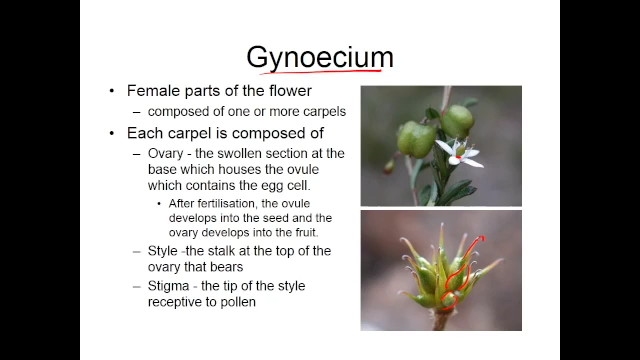 Gynoecium
• Female parts of the flower
– composed of one or more carpels
• Each carpel is composed of
– Ovary - the swollen section at the
base which houses the ovule
which contains the egg cell.
• After fertilisation, the ovule
develops into the seed and the
ovary develops into the fruit.
– Style -the stalk at the top of the
ovary that bears
– Stigma - the tip of the style
receptive to pollen